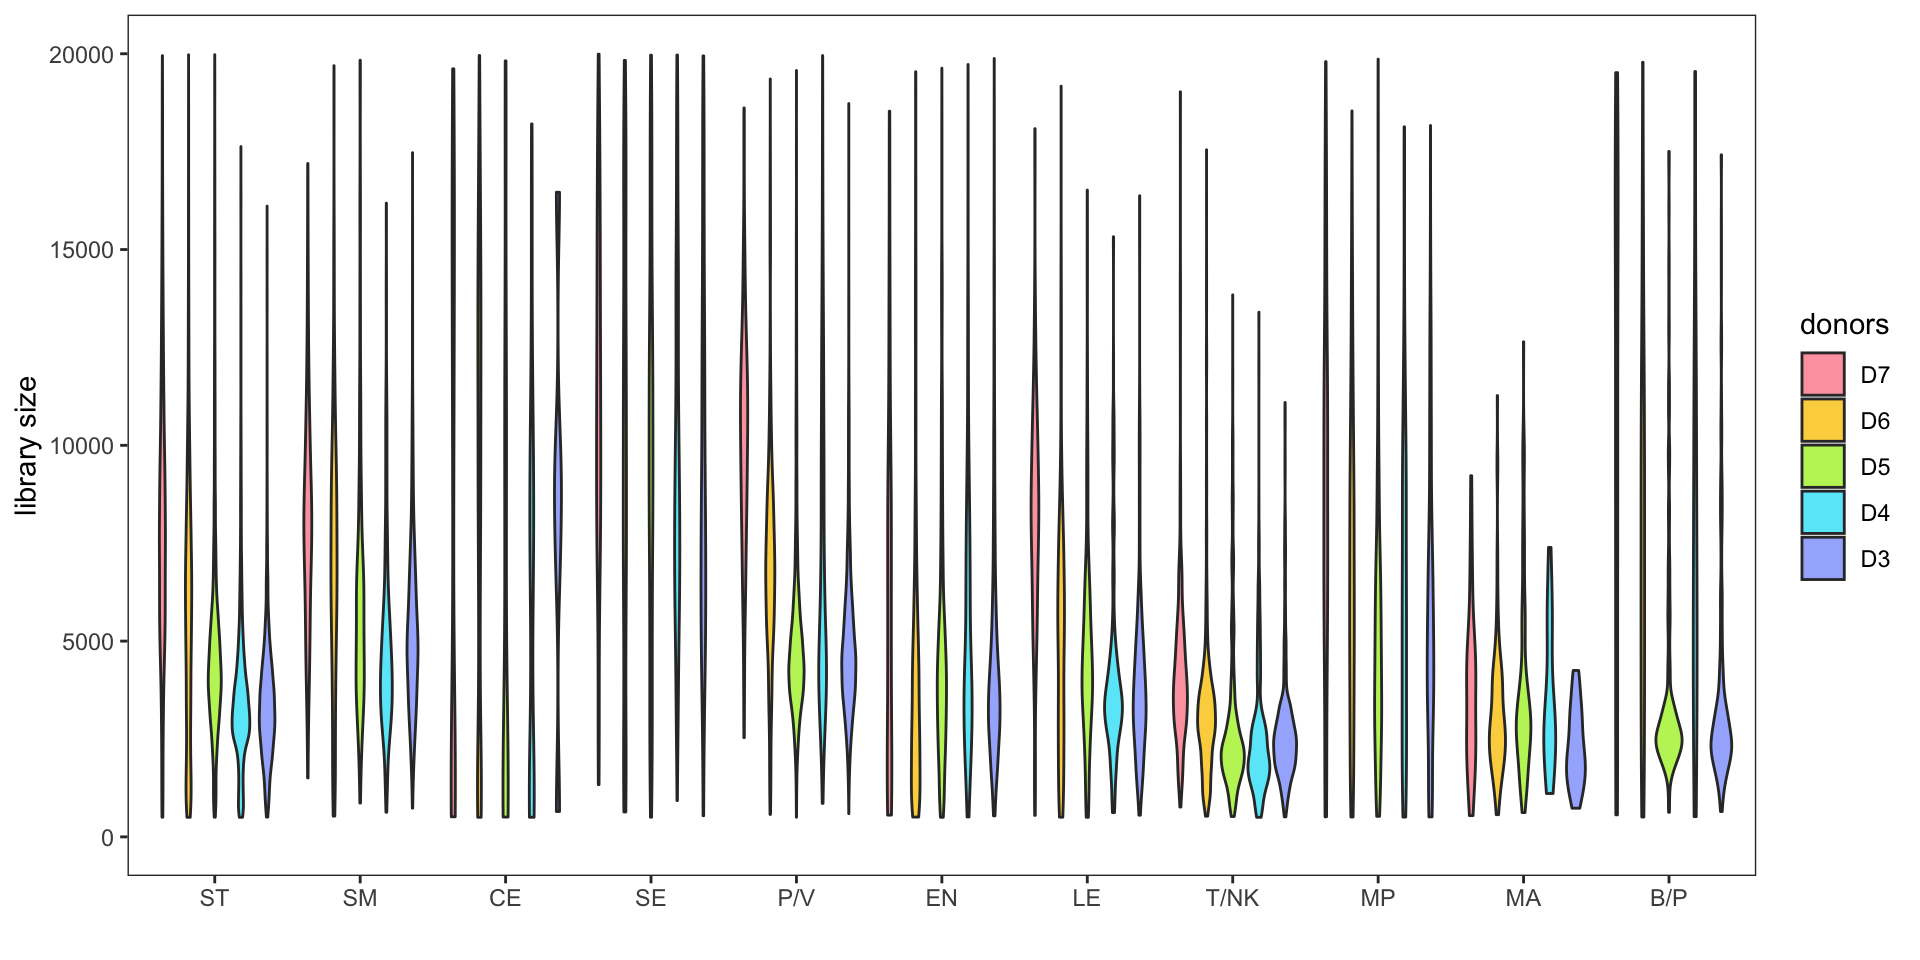 20000
15000
10000
5000
0
library size
ST SM CE SE P/V EN LE T/NK MP MA B/P
donors
D7
D6
D5
D4
D3